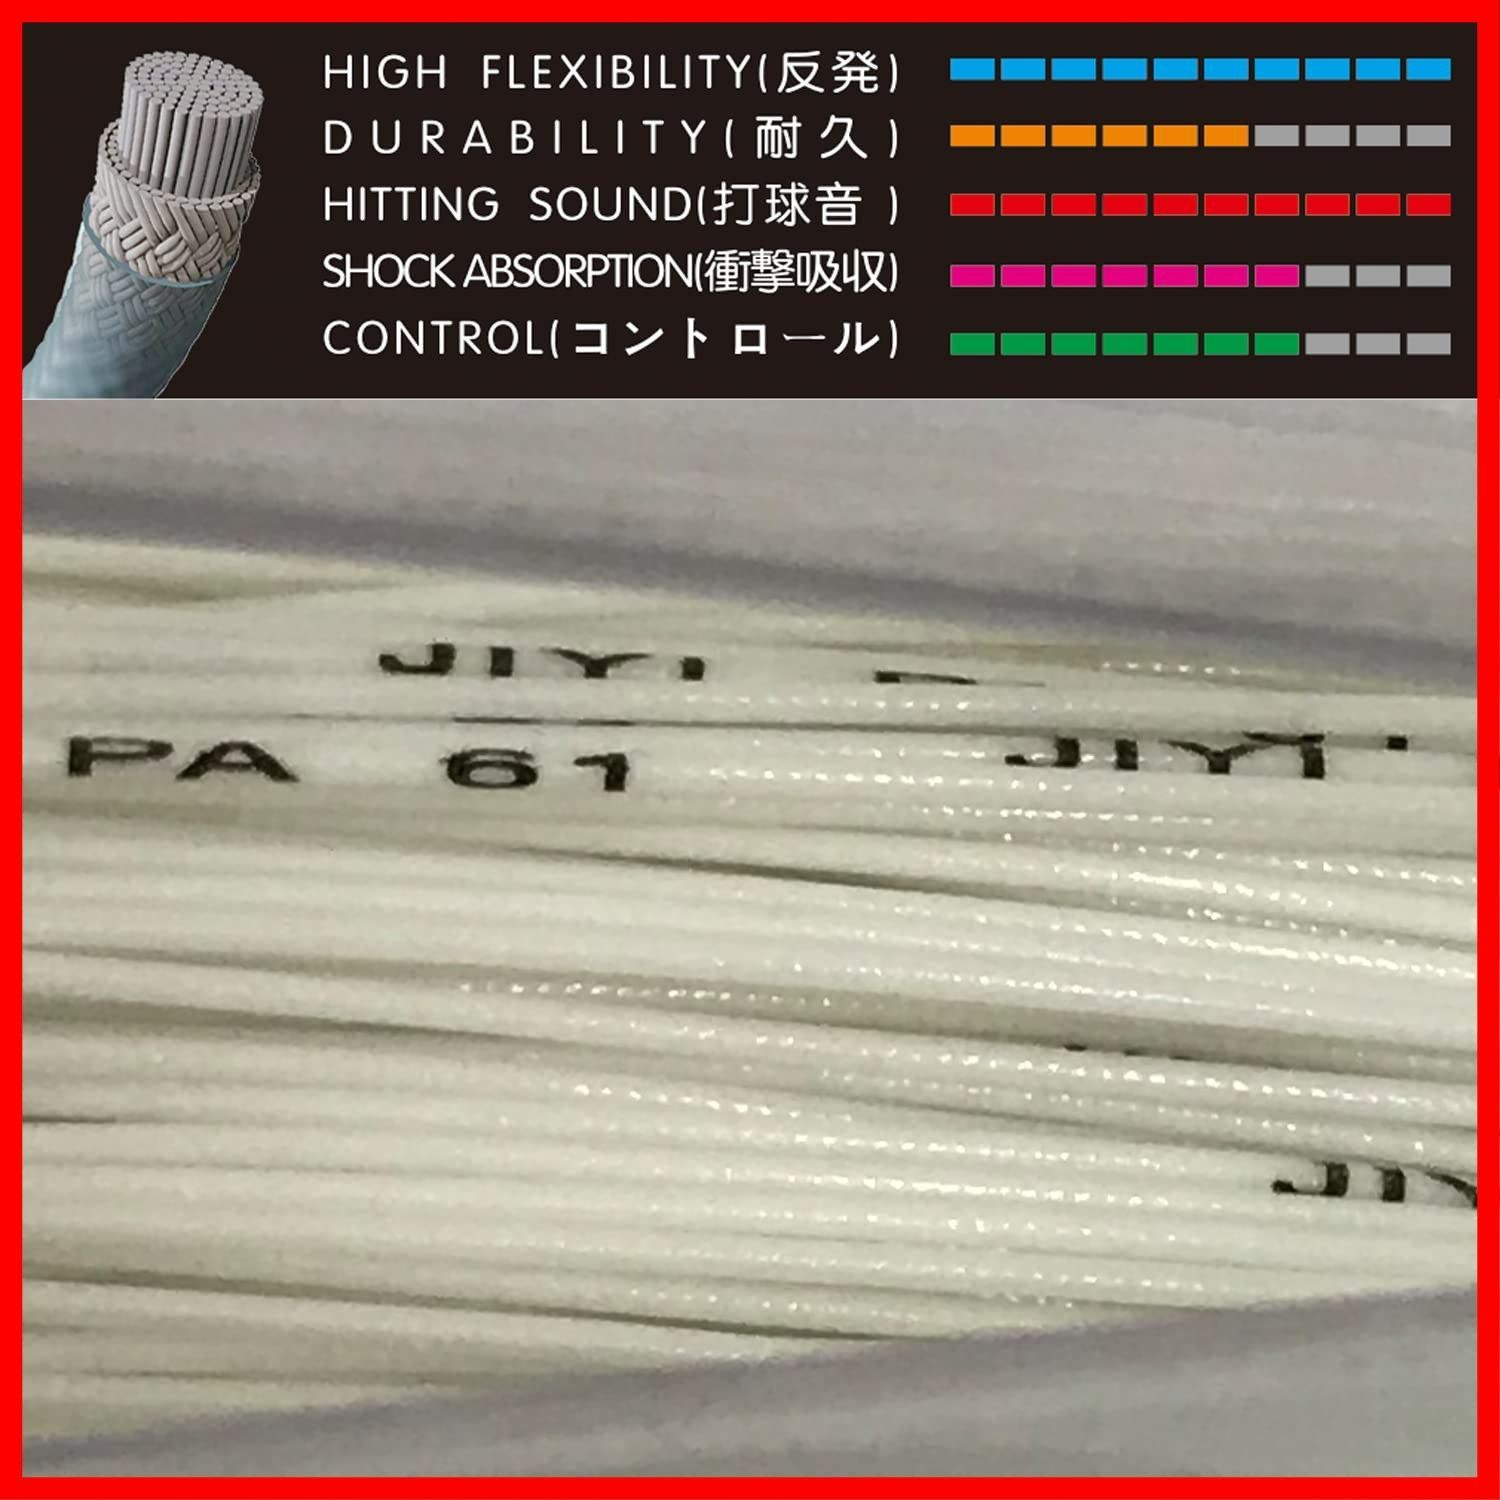 HIGH FLEXIBILITY(反発)
DURABILITY(耐久)
HITTING SOUND(打球音 )
SHOCK ABSORPTION(衝撃吸収)
CONTROL(コントロール)
JIYI
PA 61 JIYI